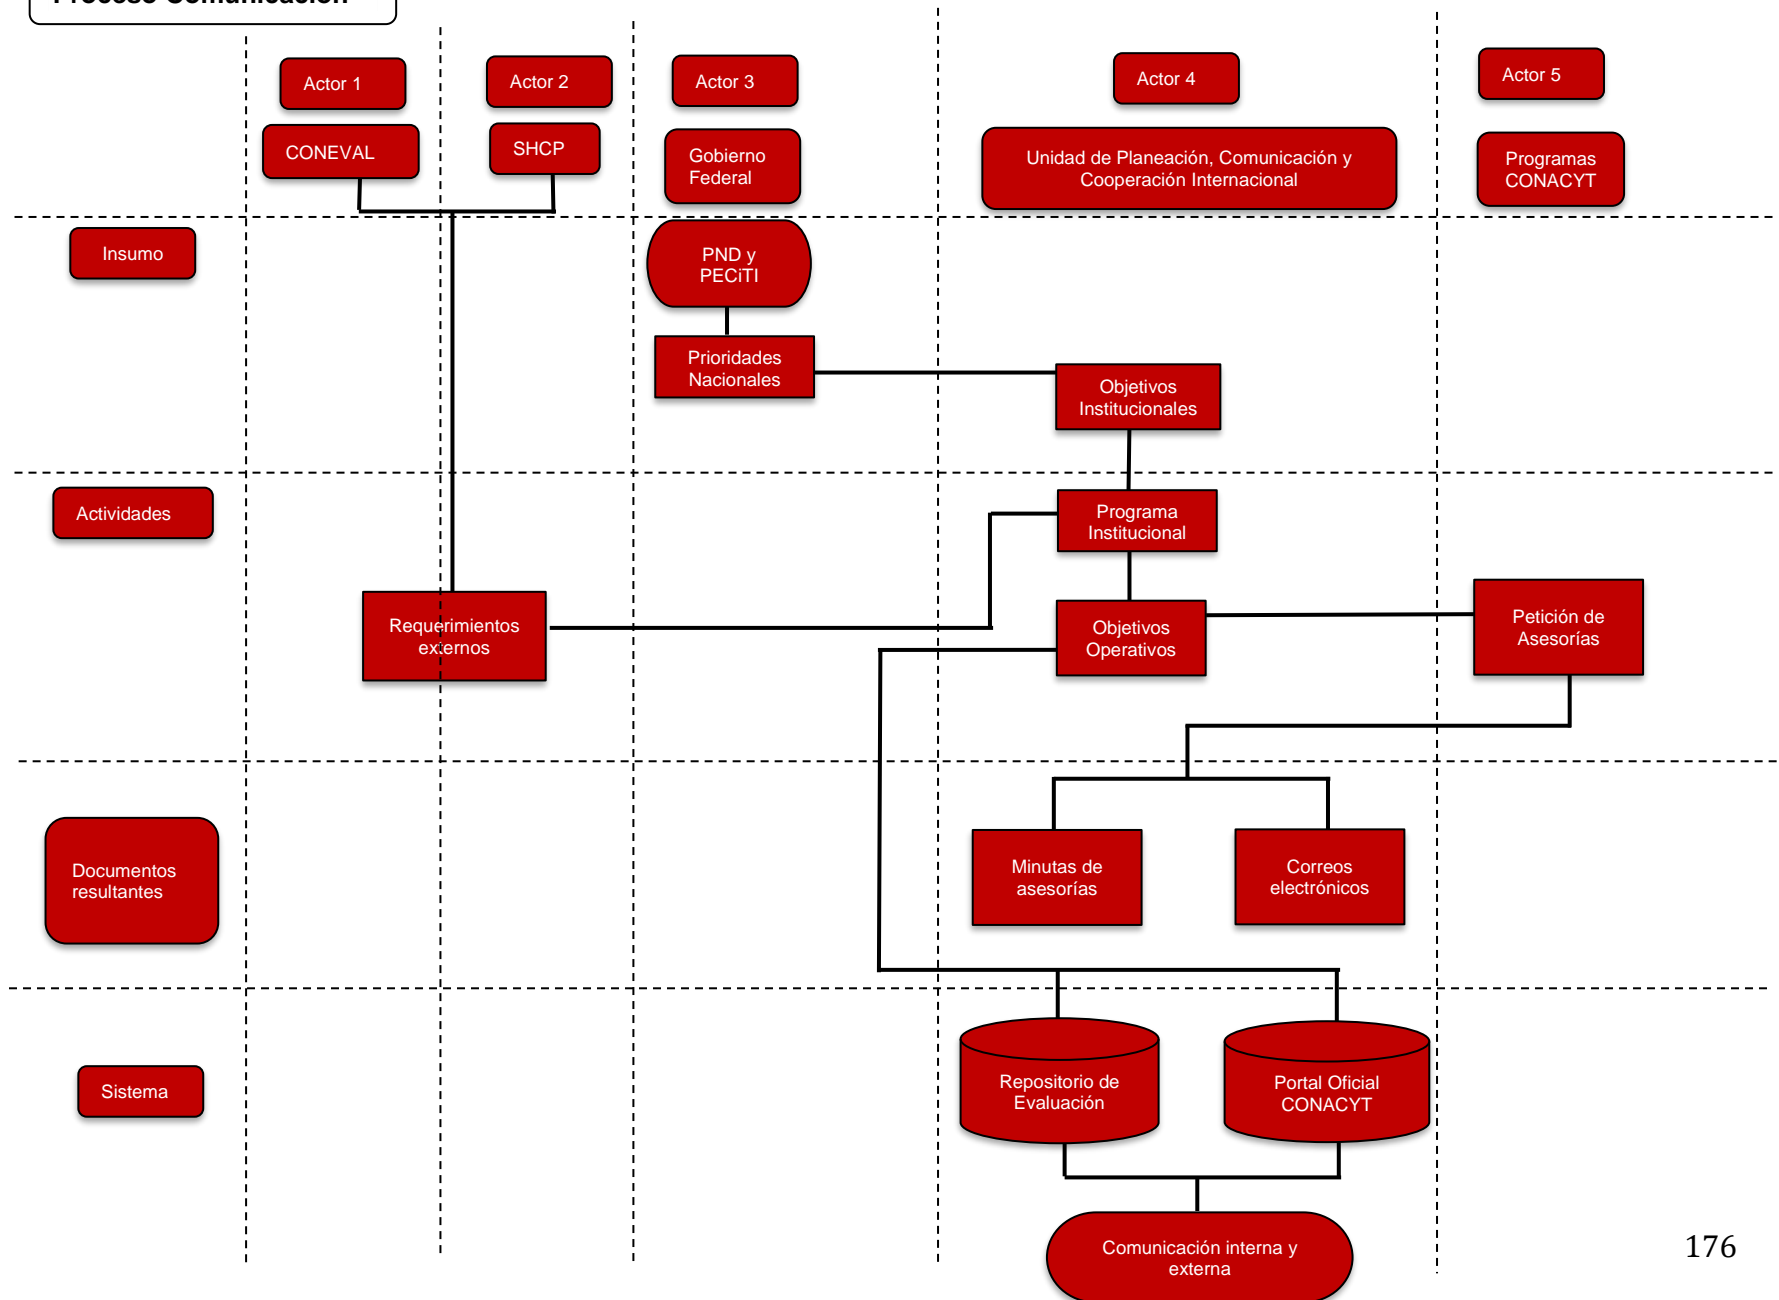 Proceso Comunicación
Actor 1
Actor 2
Actor 3
Actor 4
Actor 5
CONEVAL
SHCP
Gobierno
Federal
Unidad de Planeación, Comunicación y
Cooperación Internacional
Programas
CONACYT
Insumo
PND y
PECiTI
Prioridades
Nacionales
Objetivos
Institucionales
Actividades
Programa
Institucional
Requerimientos
externos
Objetivos
Operativos
Petición de
Asesorías
Documentos
resultantes
Minutas de
asesorías
Correos
electrónicos
Sistema
Repositorio de
Evaluación
Portal Oficial
CONACYT
Comunicación interna y
externa
176